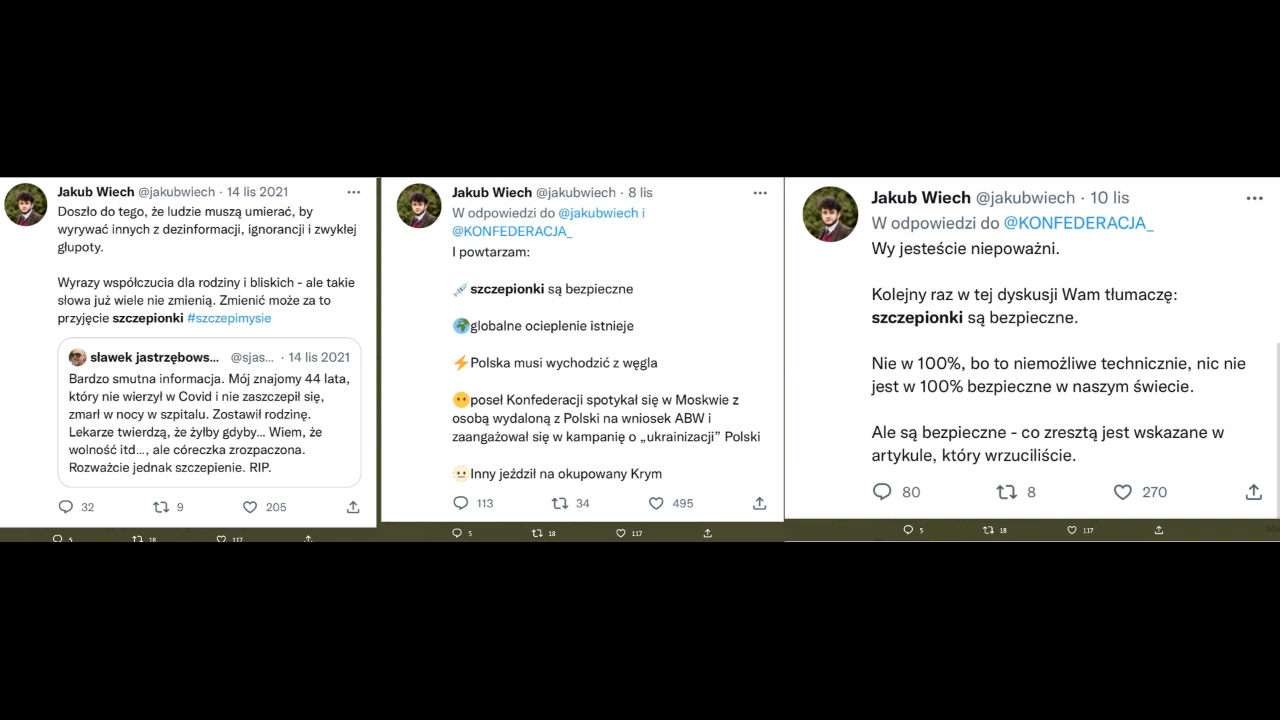 Jakub Wiech @jakubwiech · 14 lis 2021
Doszło do tego, że ludzie muszą umierać, by
wyrywać innych z dezinformacji, ignorancji i zwykłej
głupoty.
Wyrazy współczucia dla rodziny i bliskich - ale takie
słowa już wiele nie zmienią. Zmienić może za to
przyjęcie szczepionki #szczepimysie
sławek jastrzębows... @sjas... · 14 lis 2021
Bardzo smutna informacja. Mój znajomy 44 lata,
który nie wierzył w Covid i nie zaszczepił się,
zmarł w nocy w szpitalu. Zostawił rodzinę.
Lekarze twierdzą, że żyłby gdyby... Wiem, że
wolność itd..., ale córeczka zrozpaczona.
Rozważcie jednak szczepienie. RIP.
32 9 205
5 18 117
Jakub Wiech @jakubwiech · 8 lis
W odpowiedzi do @jakubwiech i
@KONFEDERACJA_
I powtarzam:
szczepionki są bezpieczne
globalne ocieplenie istnieje
Polska musi wychodzić z węgla
poseł Konfederacji spotykał się w Moskwie z
osobą wydaloną z Polski na wniosek ABW i
zaangażował się w kampanię o „ukrainizacji” Polski
Inny jeździł na okupowany Krym
113 34 495
5 18 117
Jakub Wiech @jakubwiech · 10 lis
W odpowiedzi do @KONFEDERACJA_
Wy jesteście niepoważni.
Kolejny raz w tej dyskusji Wam tłumaczę:
szczepionki są bezpieczne.
Nie w 100%, bo to niemożliwe technicznie, nic nie
jest w 100% bezpieczne w naszym świecie.
Ale są bezpieczne - co zresztą jest wskazane w
artykule, który wrzuciliście.
80 8 270
5 18 117